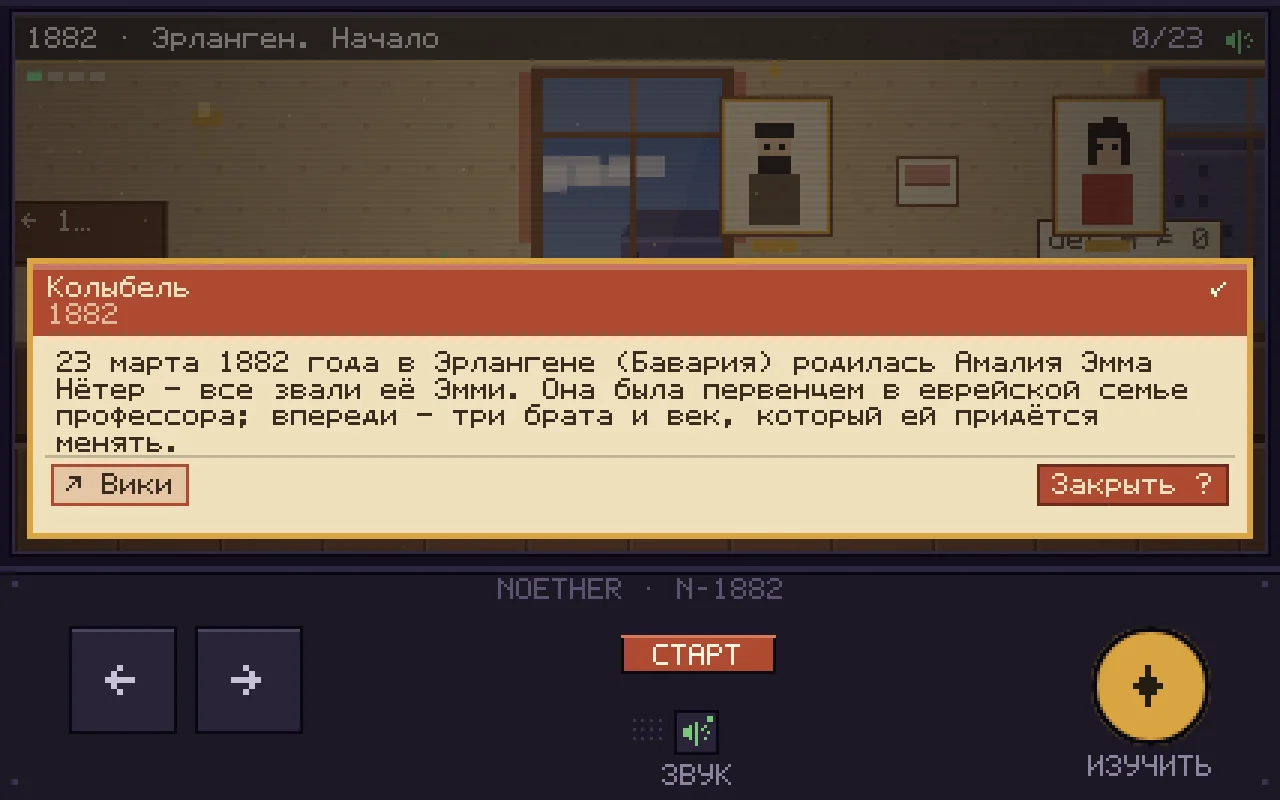 1882 · Эрланген. Начало
0/23
← 1…
≠ 0
Колыбель
1882
23 марта 1882 года в Эрлангене (Бавария) родилась Амалия Эмма
Нётер — все звали её Эмми. Она была первенцем в еврейской семье
профессора; впереди — три брата и век, который ей придётся
менять.
↗ Вики
Закрыть ?
NOETHER · N-1882
СТАРТ
ЗВУК
ИЗУЧИТЬ